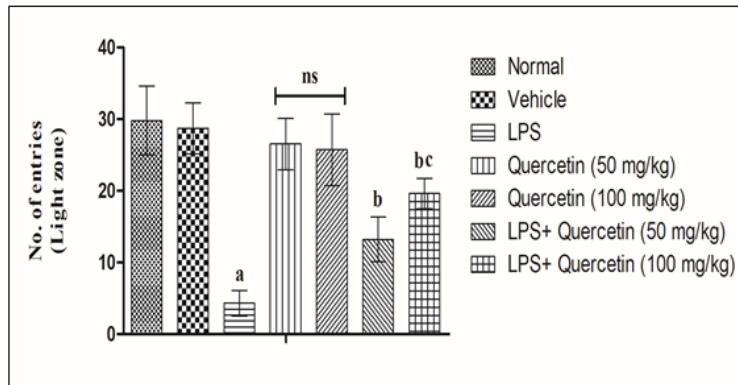 No. of entries
(Light zone)
40
30
20
10
0
a
ns
b
bc
Normal
Vehicle
LPS
Quercetin (50 mg/kg)
Quercetin (100 mg/kg)
LPS+ Quercetin (50 mg/kg)
LPS+ Quercetin (100 mg/kg)